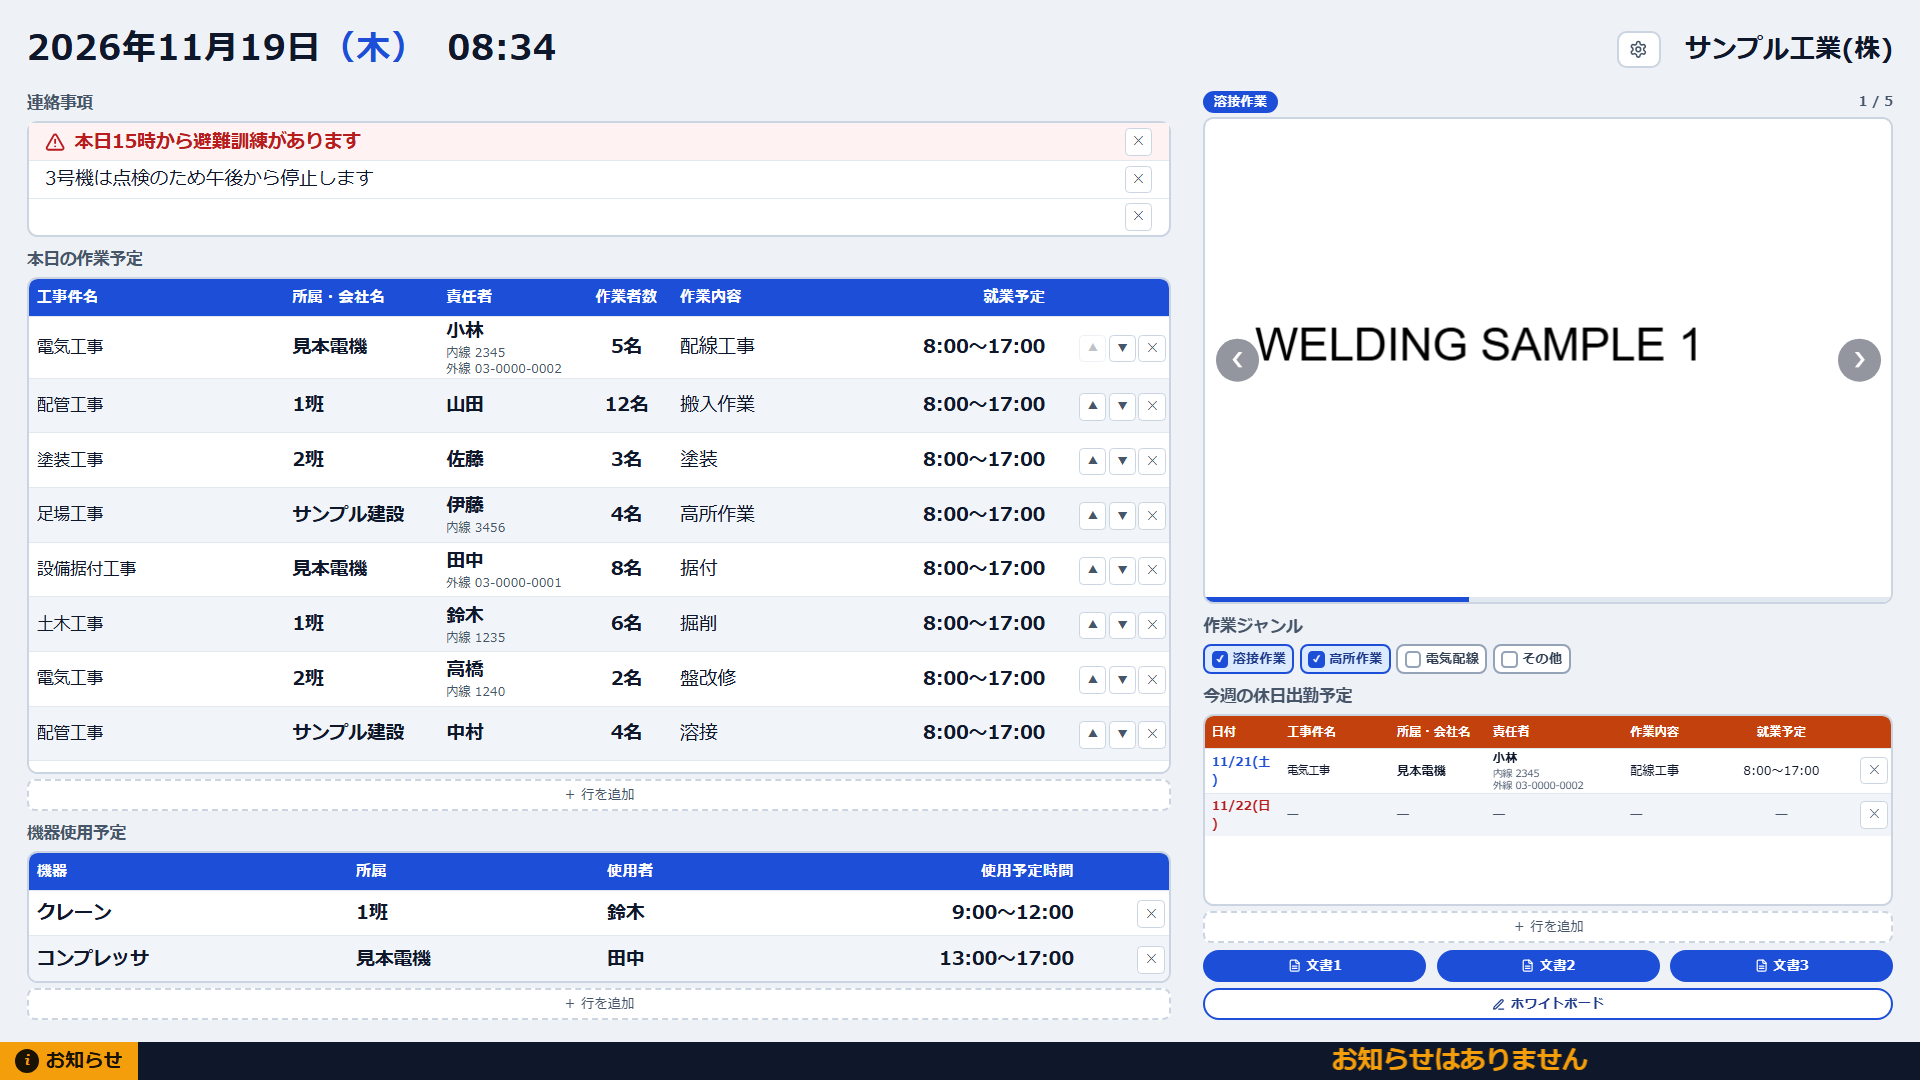 2026年11月19日（木） 08:34
サンプル工業(株)
連絡事項
本日15時から避難訓練があります
3号機は点検のため午後から停止します
本日の作業予定
工事件名 所属・会社名 責任者 作業者数 作業内容 就業予定
電気工事 見本電機 小林 内線 2345 外線 03-0000-0002 5名 配線工事 8:00～17:00
配管工事 1班 山田 12名 搬入作業 8:00～17:00
塗装工事 2班 佐藤 3名 塗装 8:00～17:00
足場工事 サンプル建設 伊藤 内線 3456 4名 高所作業 8:00～17:00
設備据付工事 見本電機 田中 外線 03-0000-0001 8名 据付 8:00～17:00
土木工事 1班 鈴木 内線 1235 6名 掘削 8:00～17:00
電気工事 2班 高橋 内線 1240 2名 盤改修 8:00～17:00
配管工事 サンプル建設 中村 4名 溶接 8:00～17:00
+ 行を追加
機器使用予定
機器 所属 使用者 使用予定時間
クレーン 1班 鈴木 9:00～12:00
コンプレッサ 見本電機 田中 13:00～17:00
+ 行を追加
溶接作業 1 / 5
WELDING SAMPLE 1
作業ジャンル
溶接作業 高所作業 電気配線 その他
今週の休日出勤予定
日付 工事件名 所属・会社名 責任者 作業内容 就業予定
11/21(土) 電気工事 見本電機 小林 内線 2345 外線 03-0000-0002 配線工事 8:00～17:00
11/22(日) — — — — —
+ 行を追加
文書1 文書2 文書3
ホワイトボード
お知らせ お知らせはありません